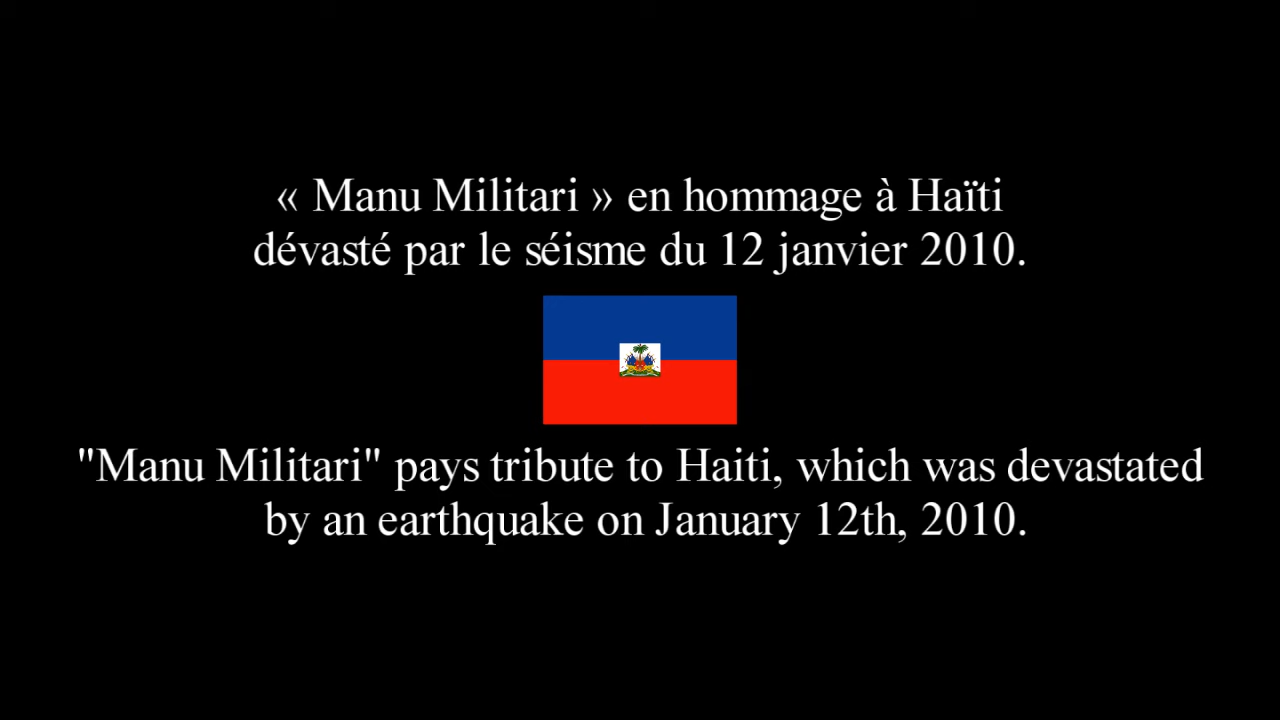 « Manu Militari » en hommage à Haïti
dévasté par le séisme du 12 janvier 2010.
"Manu Militari" pays tribute to Haiti, which was devastated
by an earthquake on January 12th, 2010.